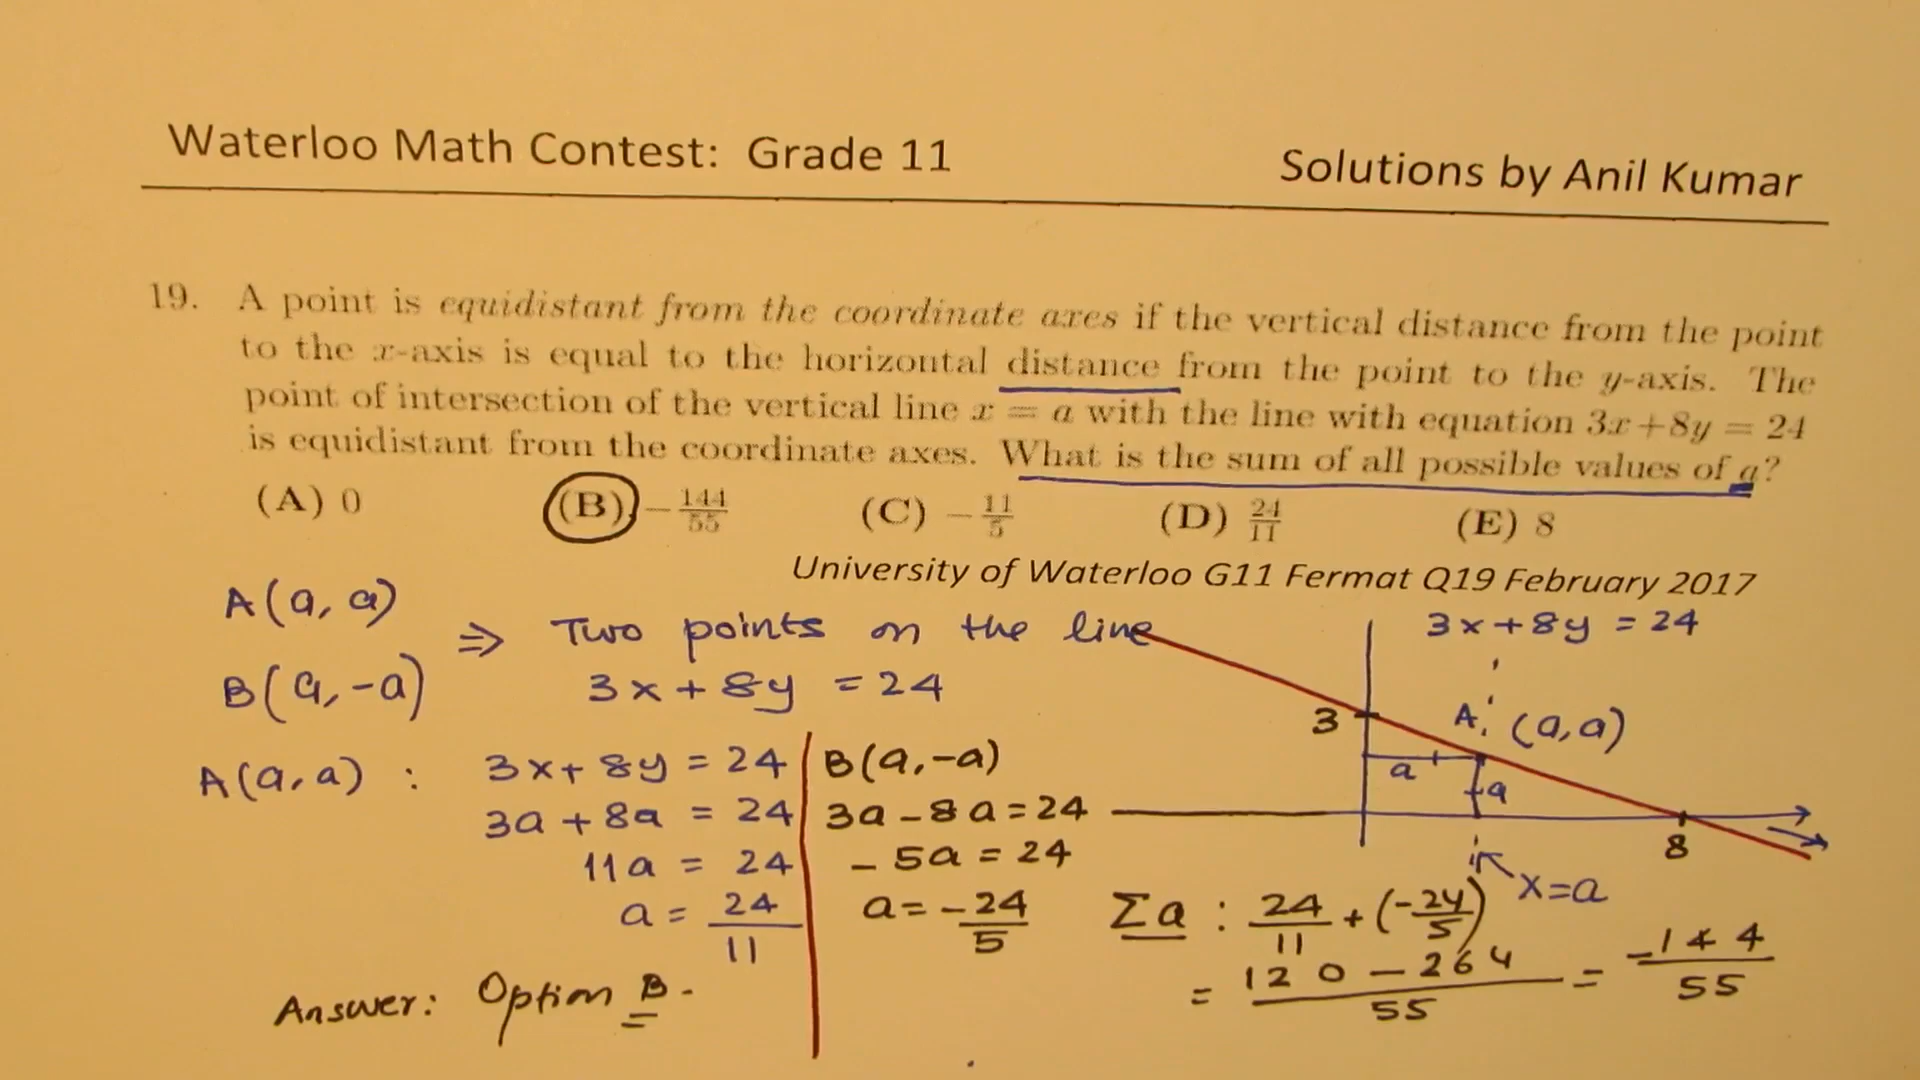 Waterloo Math Contest: Grade 11
Solutions by Anil Kumar
19. A point is equidistant from the coordinate axes if the vertical distance from the point
to the x-axis is equal to the horizontal distance from the point to the y-axis. The
point of intersection of the vertical line x = a with the line with equation 3x+8y = 24
is equidistant from the coordinate axes. What is the sum of all possible values of a?
(A) 0 (B) -144/55 (C) -11/5 (D) 24/11 (E) 8
University of Waterloo G11 Fermat Q19 February 2017
A(a, a)
B(a, -a)
⇒ Two points on the line
3x + 8y = 24
A(a, a) : 3x + 8y = 24
3a + 8a = 24
11a = 24
a = 24/11
B(a, -a)
3a - 8a = 24
- 5a = 24
a = -24/5
3x + 8y = 24
3
A (a, a)
a
a
8
x=a
Σa : 24/11 + (-24/5)
= 120 - 264/55 = -144/55
Answer: Option B.